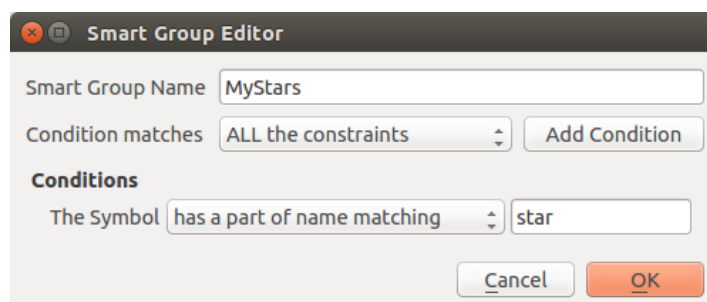 Smart Group Editor
Smart Group Name MyStars
Condition matches ALL the constraints Add Condition
Conditions
The Symbol has a part of name matching star
Cancel OK